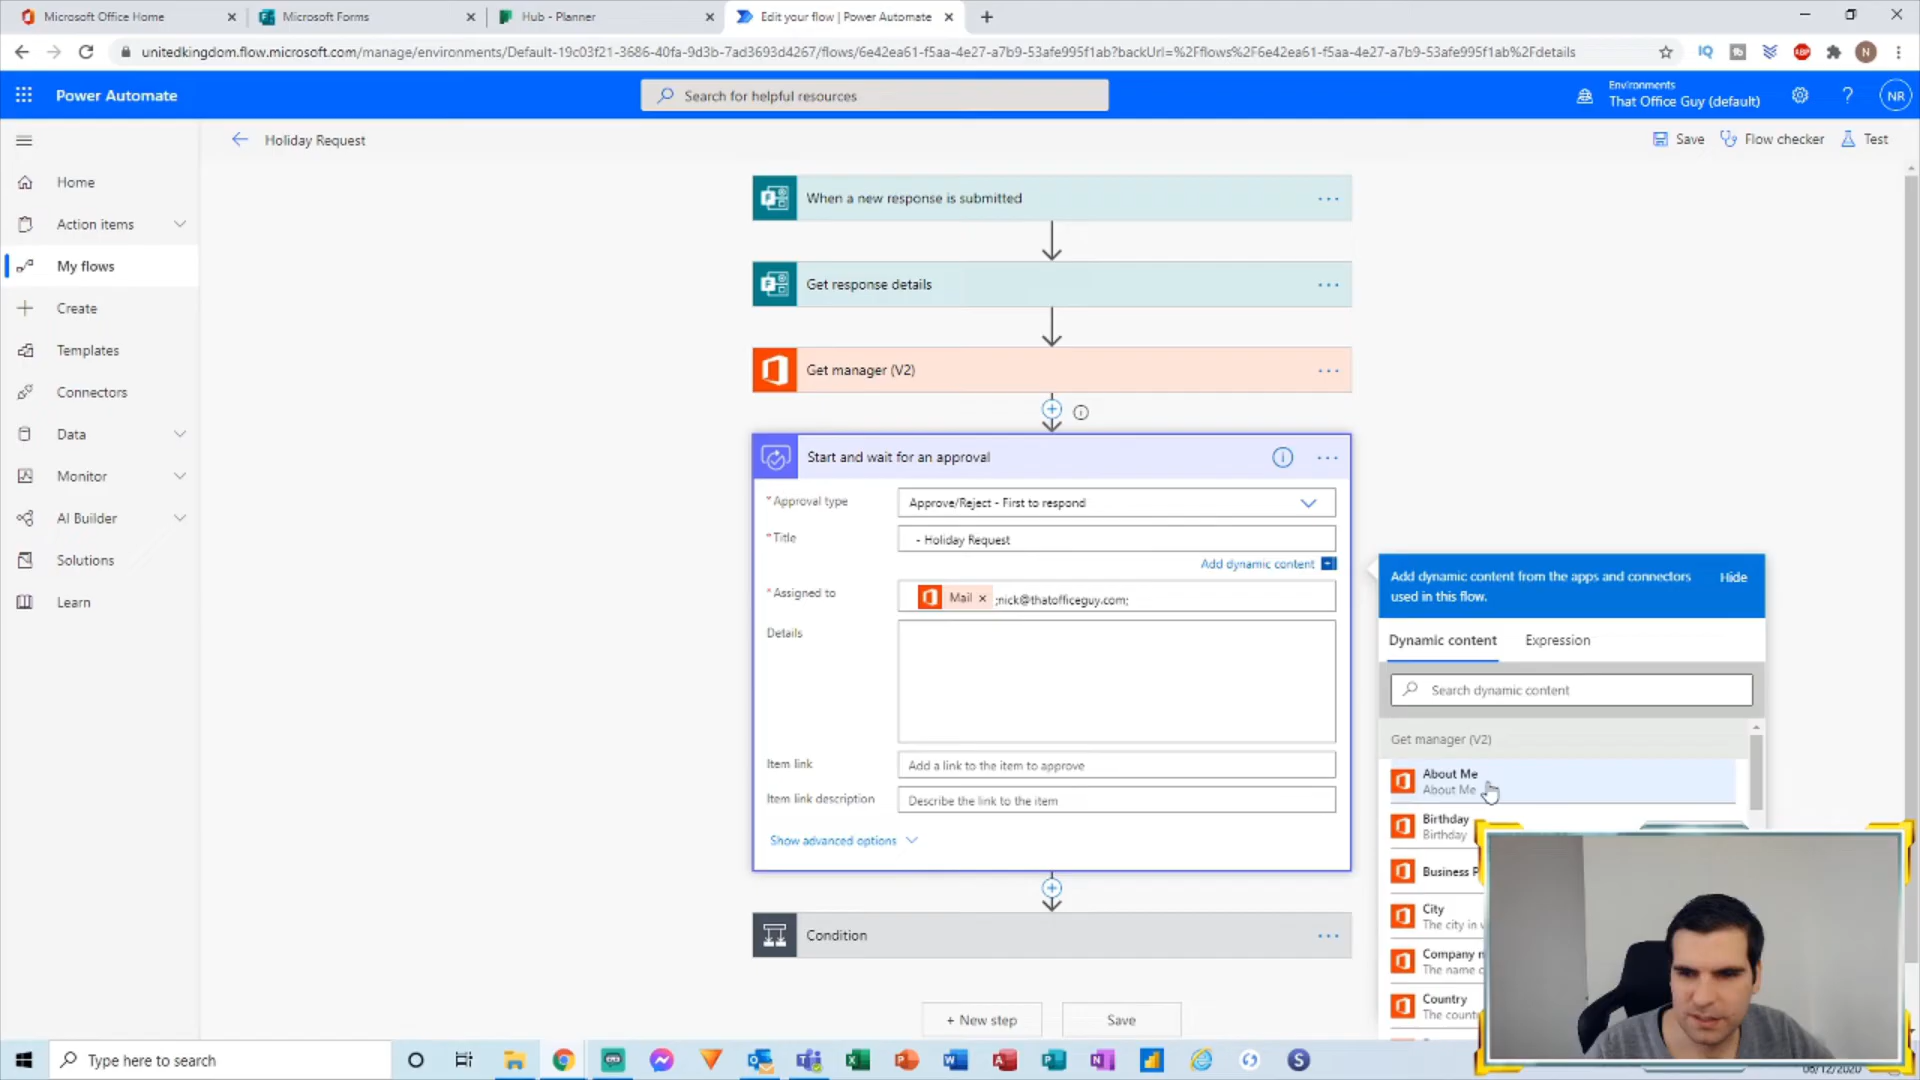 Microsoft Office Home
Microsoft Forms
Hub - Planner
Edit your flow | Power Automate
unitedkingdom.flow.microsoft.com/manage/environments/Default-19c03f21-3686-40fa-9d3b-7ad3693d4267/flows/6e42ea61-f5aa-4e27-a7b9-53afe995f1ab?backUrl=%2Fflows%2F6e42ea61-f5aa-4e27-a7b9-53afe995f1ab%2Fdetails
Power Automate
Search for helpful resources
Environments
That Office Guy (default)
NR
Holiday Request
Save
Flow checker
Test
Home
Action items
My flows
Create
Templates
Connectors
Data
Monitor
AI Builder
Solutions
Learn
When a new response is submitted
Get response details
Get manager (V2)
Start and wait for an approval
* Approval type
Approve/Reject - First to respond
* Title
- Holiday Request
Add dynamic content
* Assigned to
Mail
;nick@thatofficeguy.com;
Details
Item link
Add a link to the item to approve
Item link description
Describe the link to the item
Show advanced options
Condition
+ New step
Save
Add dynamic content from the apps and connectors
used in this flow.
Hide
Dynamic content
Expression
Search dynamic content
Get manager (V2)
About Me
About Me
Birthday
Birthday
Business P
City
The city in
Company n
The name
Country
The count
Type here to search